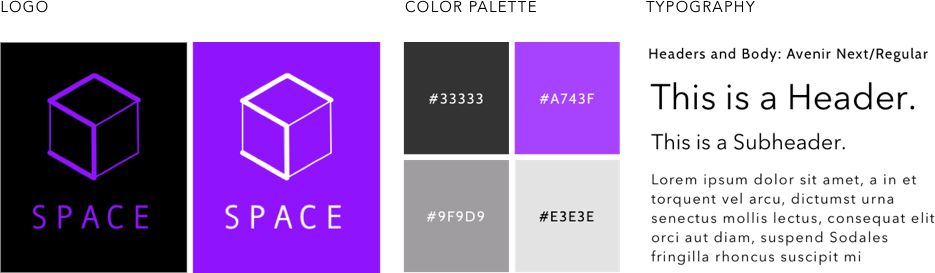 LOGO
COLOR PALETTE
TYPOGRAPHY
SPACE
SPACE
#33333
#A743F
#9F9D9
#E3E3E
Headers and Body: Avenir Next/Regular
This is a Header.
This is a Subheader.
Lorem ipsum dolor sit amet, a in et
torquent vel arcu, dictumst urna
senectus mollis lectus, consequat elit
orci aut diam, suspend Sodales
fringilla rhoncus suscipit mi